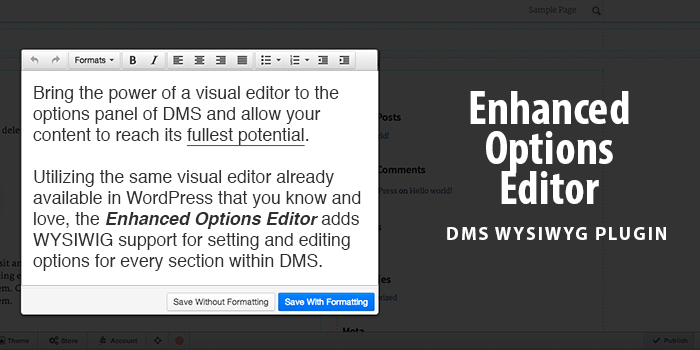 Sample Page
Formats
B I
Bring the power of a visual editor to the
options panel of DMS and allow your
content to reach its fullest potential.
Utilizing the same visual editor already
available in WordPress that you know and
love, the Enhanced Options Editor adds
WYSIWIG support for setting and editing
options for every section within DMS.
Save Without Formatting
Save With Formatting
Enhanced
Options
Editor
DMS WYSIWYG PLUGIN
Posts
Comments
Press on Hello world!
Meta
Theme
Store
Account
Publish